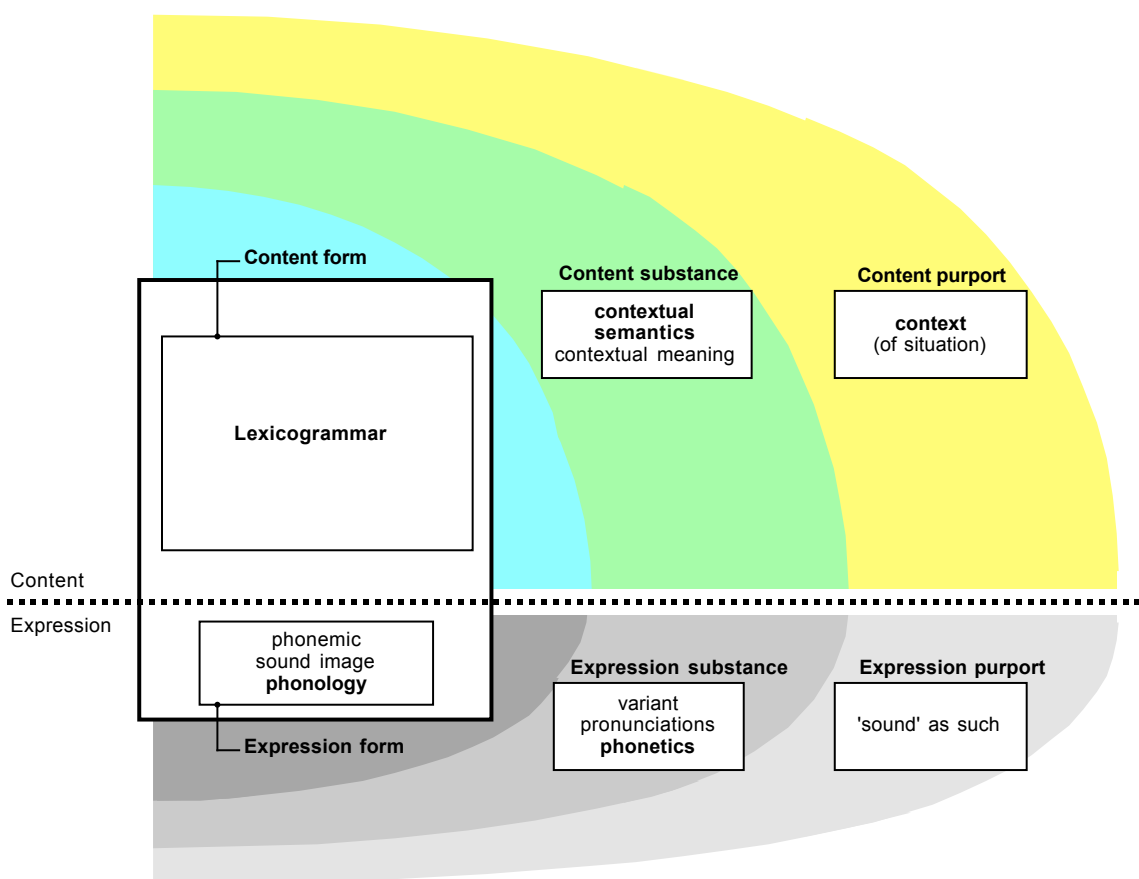 Content form
Content substance
Content purport
contextual
semantics
contextual meaning
context
(of situation)
Lexicogrammar
Content
Expression
phonemic
sound image
phonology
Expression substance
Expression purport
variant
pronunciations
phonetics
'sound' as such
Expression form